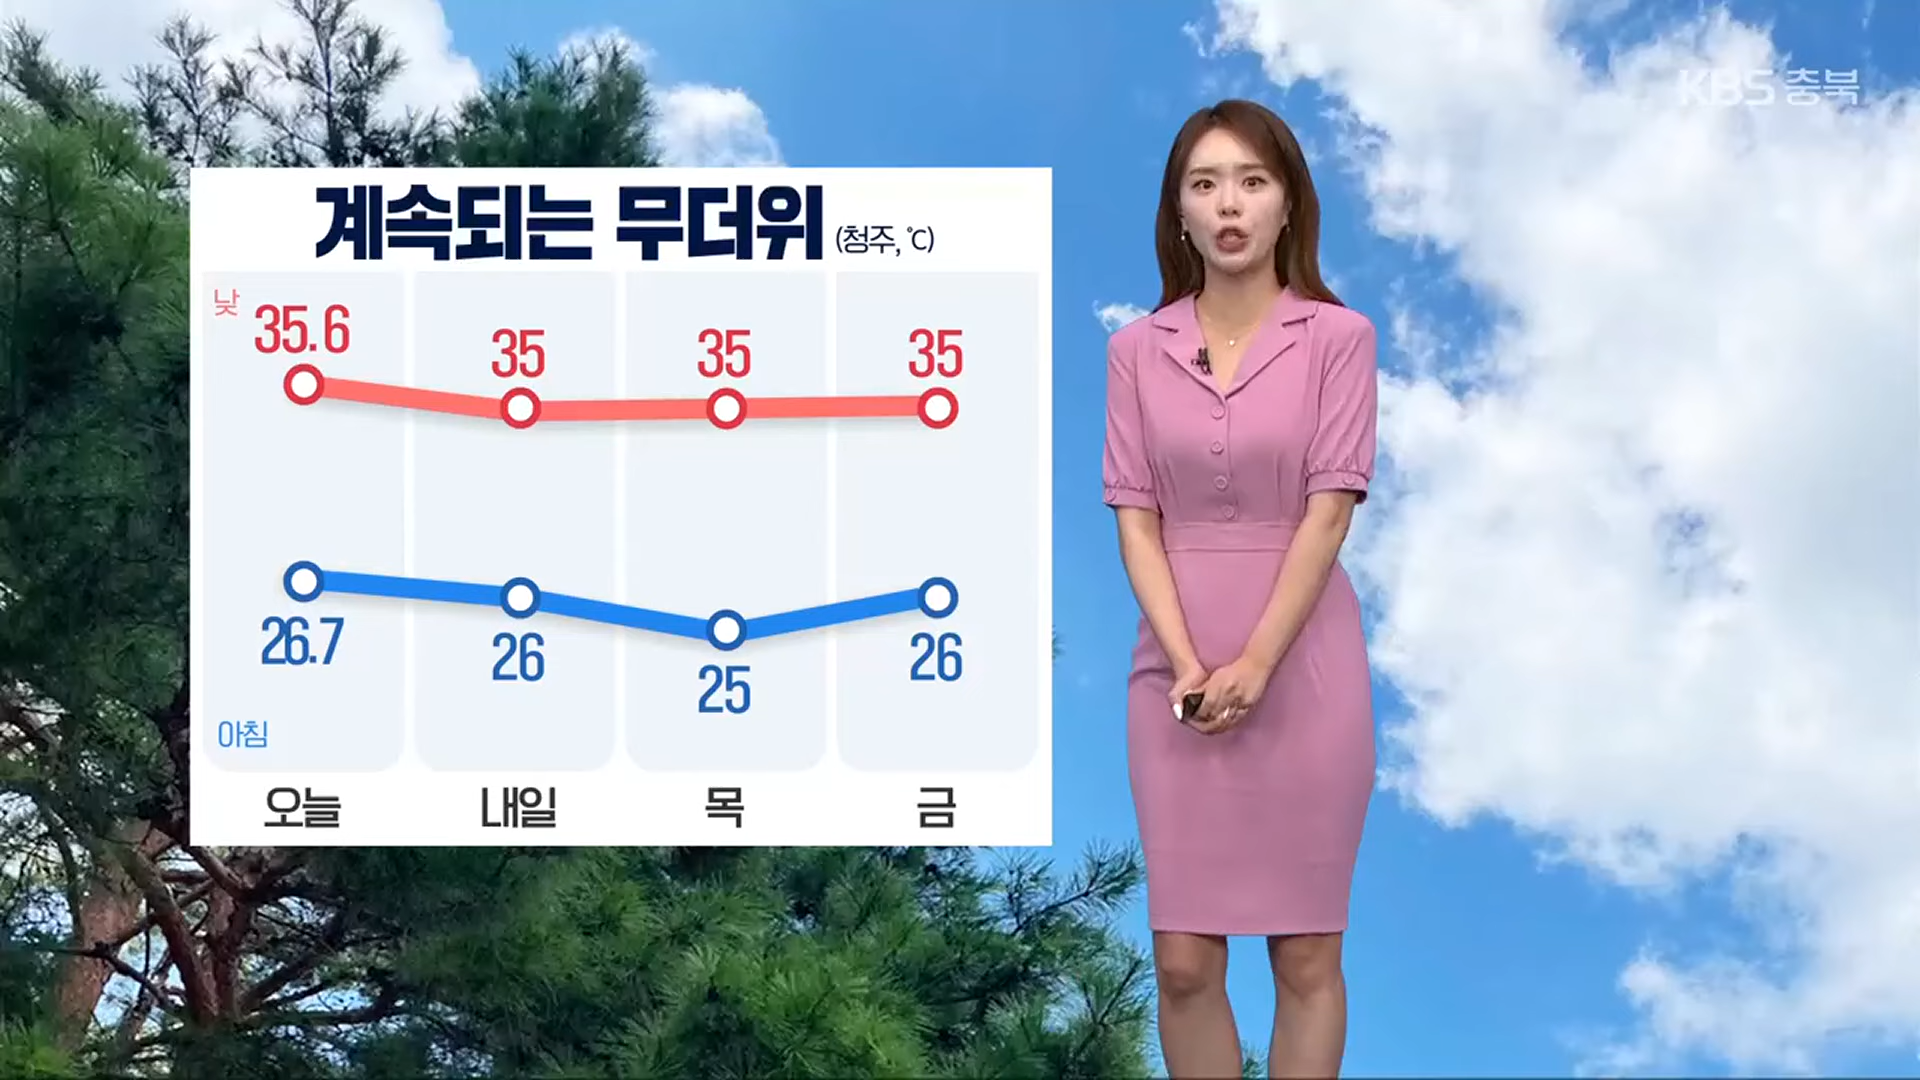 KBS 충북
계속되는 무더위 (청주, ℃)
낮
35.6 35 35 35
26.7 26 25 26
아침
오늘 내일 목 금